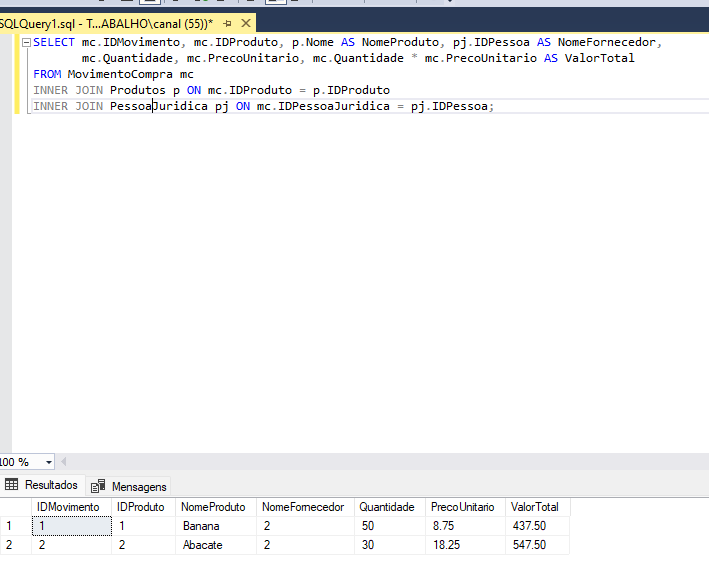 SQLQuery1.sql - T...ABALHO\canal (55))*
SELECT mc.IDMovimento, mc.IDProduto, p.Nome AS NomeProduto, pj.IDPessoa AS NomeFornecedor,
mc.Quantidade, mc.PrecoUnitario, mc.Quantidade * mc.PrecoUnitario AS ValorTotal
FROM MovimentoCompra mc
INNER JOIN Produtos p ON mc.IDProduto = p.IDProduto
INNER JOIN PessoaJuridica pj ON mc.IDPessoaJuridica = pj.IDPessoa;
100 %
Resultados Mensagens
IDMovimento IDProduto NomeProduto NomeFornecedor Quantidade PrecoUnitario ValorTotal
1 1 1 Banana 2 50 8.75 437.50
2 2 2 Abacate 2 30 18.25 547.50